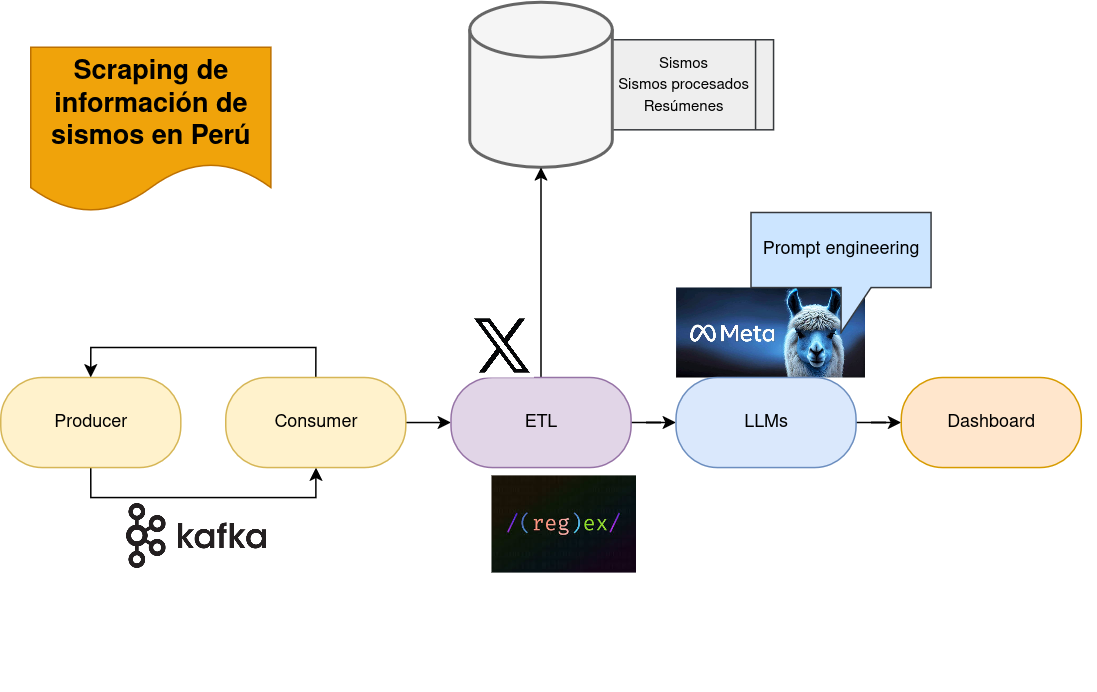 Scraping de
información de
sismos en Perú
Sismos
Sismos procesados
Resúmenes
Prompt engineering
Meta
Producer
Consumer
ETL
LLMs
Dashboard
kafka
/(reg)ex/